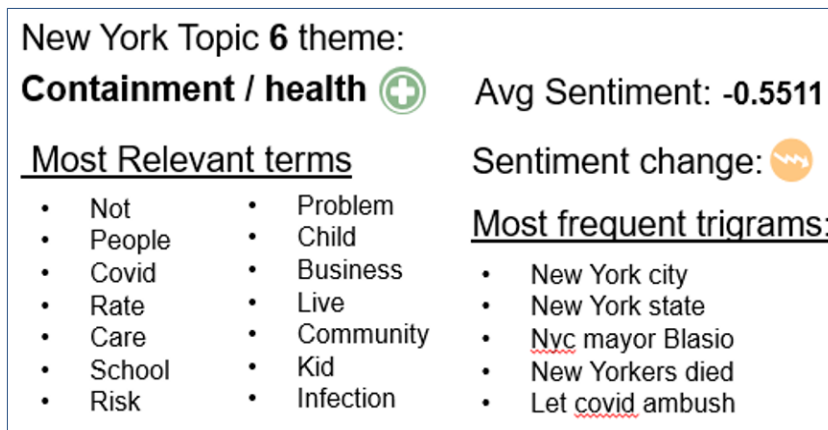 New York Topic 6 theme:
Containment / health
Avg Sentiment: -0.5511
Most Relevant terms
Sentiment change:
• Not
• People
• Covid
• Rate
• Care
• School
• Risk
• Problem
• Child
• Business
• Live
• Community
• Kid
• Infection
Most frequent trigrams:
• New York city
• New York state
• Nyc mayor Blasio
• New Yorkers died
• Let covid ambush